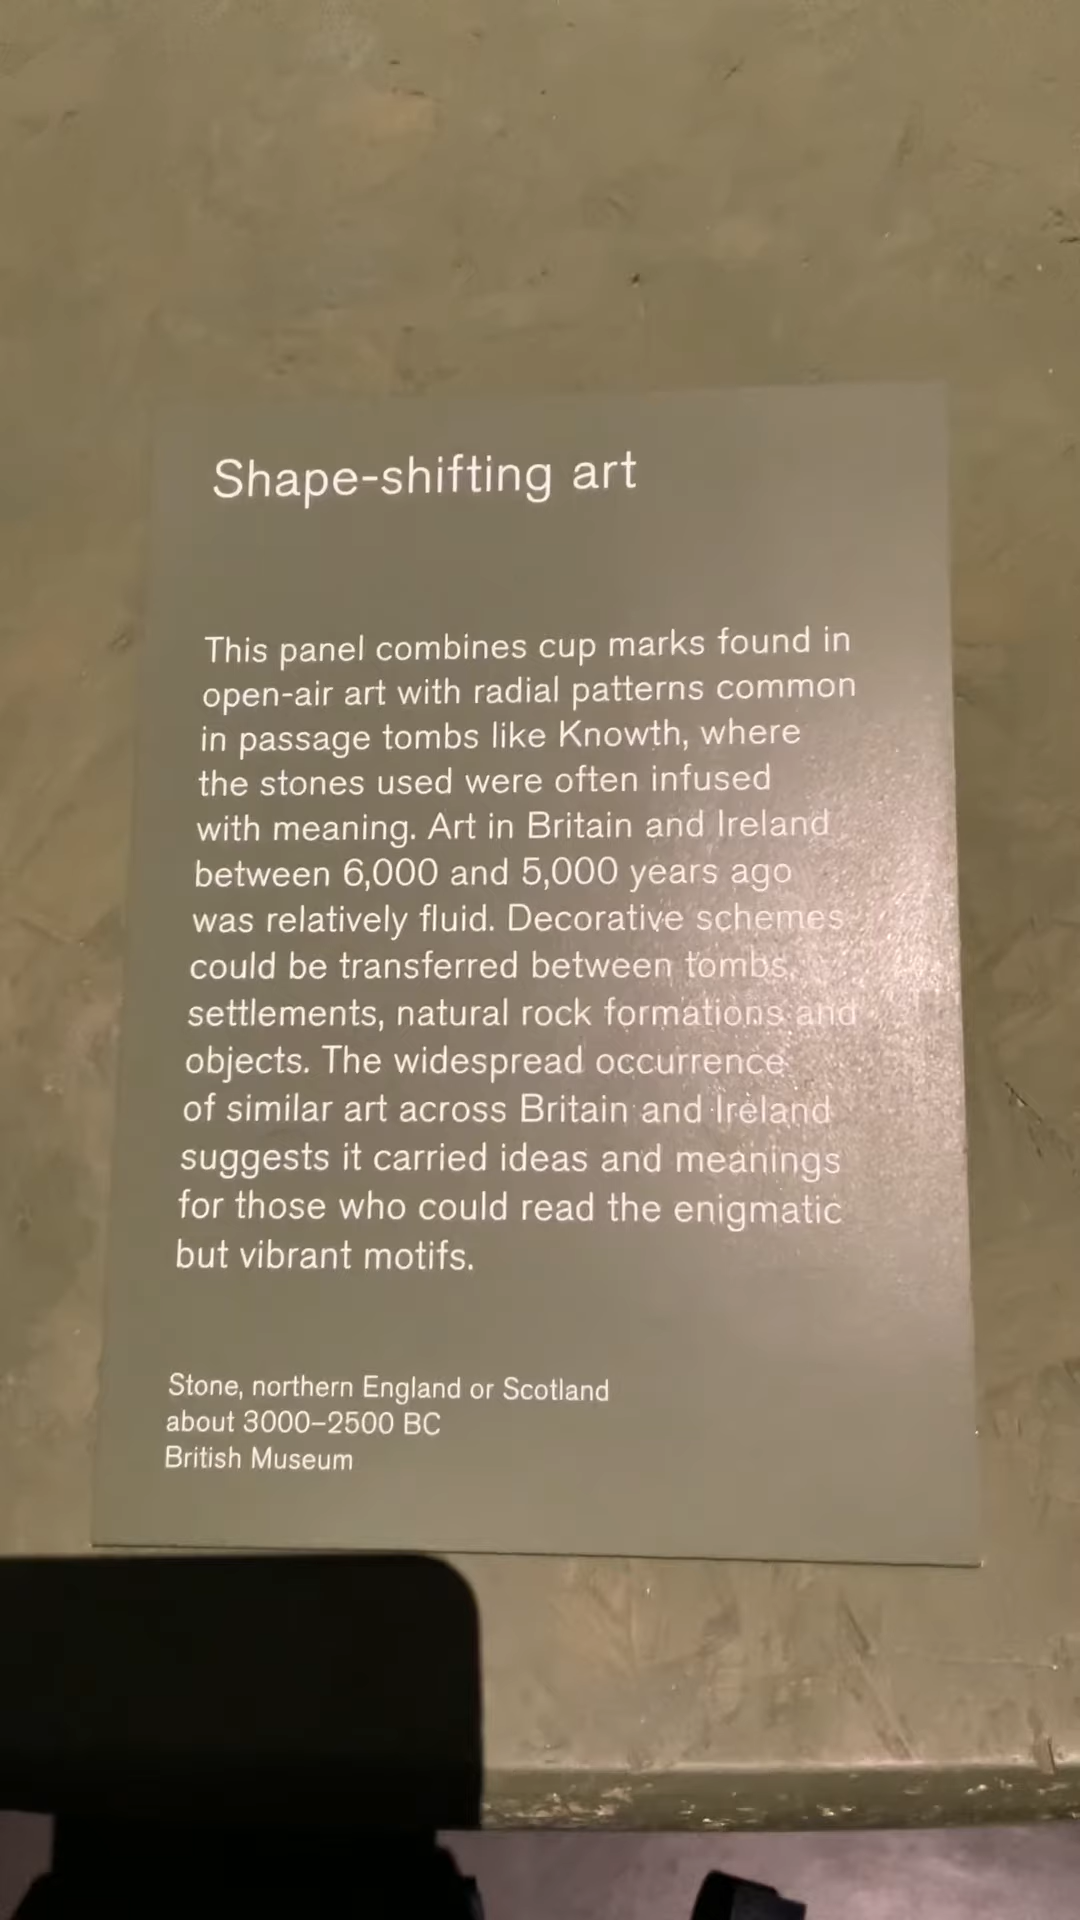 Shape-shifting art
This panel combines cup marks found in
open-air art with radial patterns common
in passage tombs like Knowth, where
the stones used were often infused
with meaning. Art in Britain and Ireland
between 6,000 and 5,000 years ago
was relatively fluid. Decorative schemes
could be transferred between tombs,
settlements, natural rock formations and
objects. The widespread occurrence
of similar art across Britain and Ireland
suggests it carried ideas and meanings
for those who could read the enigmatic
but vibrant motifs.
Stone, northern England or Scotland
about 3000–2500 BC
British Museum